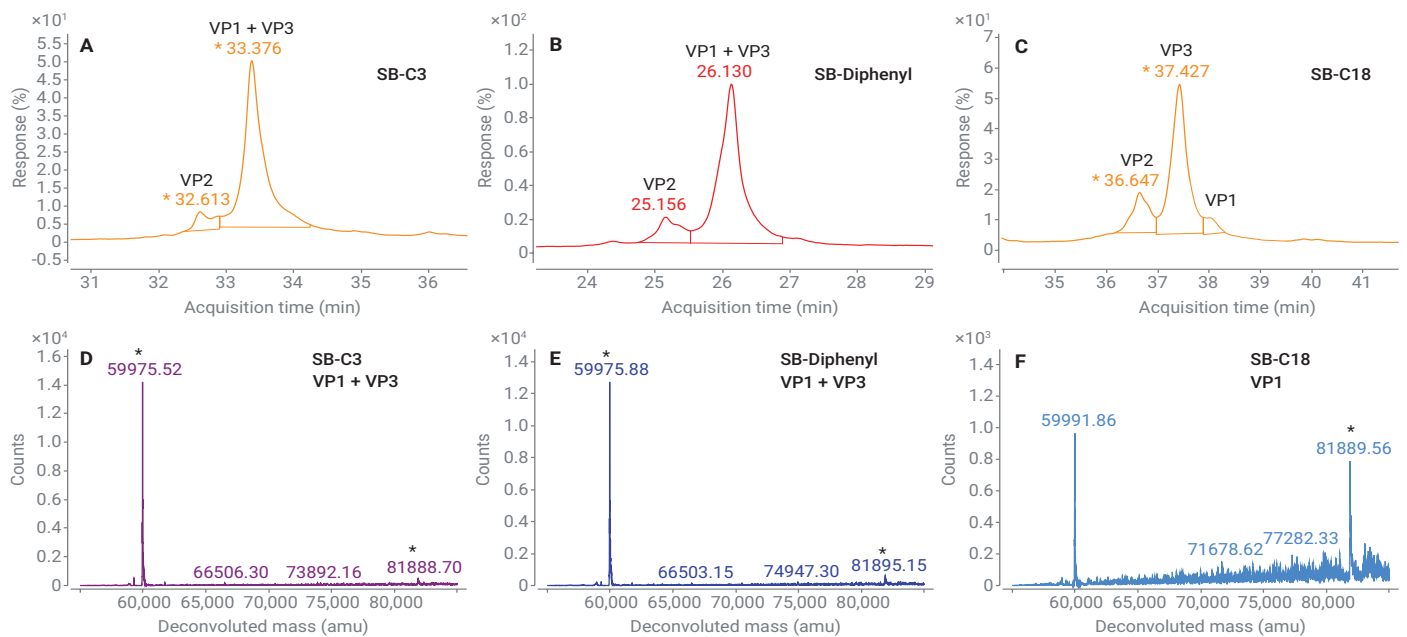 ×10¹
A
VP1 + VP3
* 33.376
SB-C3
VP2
* 32.613
5.5
5.0
4.5
4.0
3.5
3.0
2.5
2.0
1.5
1.0
0.5
0
-0.5
Response (%)
31 32 33 34 35 36
Acquisition time (min)
×10²
B
VP1 + VP3
26.130
SB-Diphenyl
VP2
25.156
1.2
1.0
0.8
0.6
0.4
0.2
0
Response (%)
24 25 26 27 28 29
Acquisition time (min)
×10¹
C
VP3
* 37.427
SB-C18
VP2
* 36.647
VP1
7
6
5
4
3
2
1
0
Response (%)
35 36 37 38 39 40 41
Acquisition time (min)
×10⁴
D
*
59975.52
SB-C3
VP1 + VP3
66506.30
73892.16
*
81888.70
1.6
1.4
1.2
1.0
0.8
0.6
0.4
0.2
0
Counts
60,000 65,000 70,000 75,000 80,000
Deconvoluted mass (amu)
×10⁴
E
*
59975.88
SB-Diphenyl
VP1 + VP3
66503.15
74947.30
*
81895.15
1.4
1.2
1.0
0.8
0.6
0.4
0.2
0
Counts
60,000 65,000 70,000 75,000 80,000
Deconvoluted mass (amu)
×10³
F
SB-C18
VP1
59991.86
*
81889.56
71678.62
77282.33
1.4
1.2
1.0
0.8
0.6
0.4
0.2
0
Counts
60,000 65,000 70,000 75,000 80,000
Deconvoluted mass (amu)